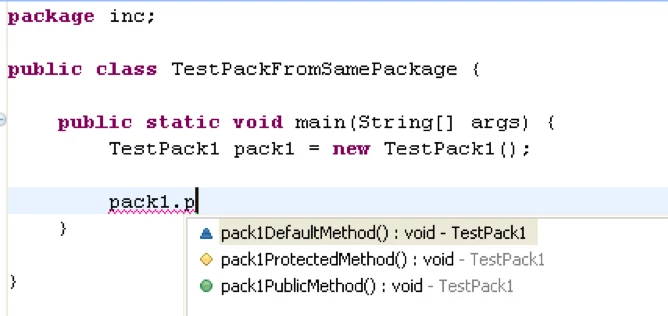 package inc;
public class TestPackFromSamePackage {
public static void main(String[] args) {
TestPack1 pack1 = new TestPack1();
pack1.p
pack1DefaultMethod() : void - TestPack1
}
pack1ProtectedMethod() : void - TestPack1
}
pack1PublicMethod() : void - TestPack1